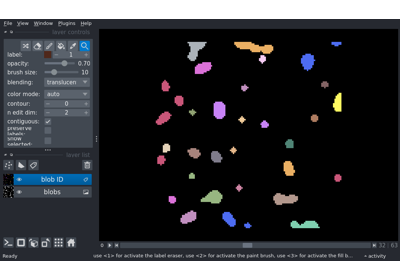 File View Window Plugins Help
layer controls
label: 1
opacity: 0.70
brush size: 10
blending: translucen
color mode: auto
contour: 0
n edit dim: 2
contiguous:
preserve labels:
show selected:
layer list
blob ID
blobs
32 63
Ready
use <1> for activate the label eraser, use <2> for activate the paint brush, use <3> for activate the fill b...
activity